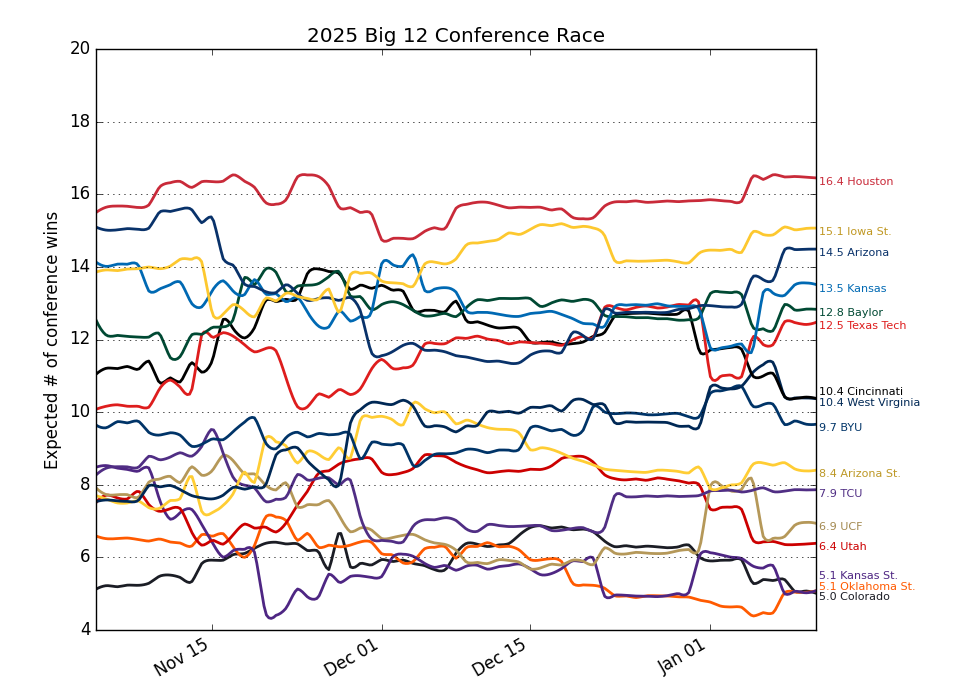 2025 Big 12 Conference Race
Expected # of conference wins
20
18
16
14
12
10
8
6
4
Nov 15
Dec 01
Dec 15
Jan 01
16.4 Houston
15.1 Iowa St.
14.5 Arizona
13.5 Kansas
12.8 Baylor
12.5 Texas Tech
10.4 Cincinnati
10.4 West Virginia
9.7 BYU
8.4 Arizona St.
7.9 TCU
6.9 UCF
6.4 Utah
5.1 Kansas St.
5.1 Oklahoma St.
5.0 Colorado